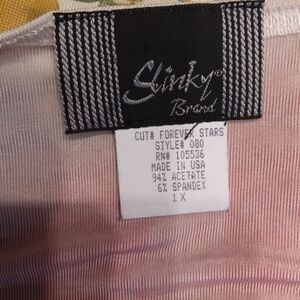 Slinky®
Brand
CUT# FOREVER STARS
STYLE# 080
RN# 105536
MADE IN USA
94% ACETATE
6% SPANDEX
1X